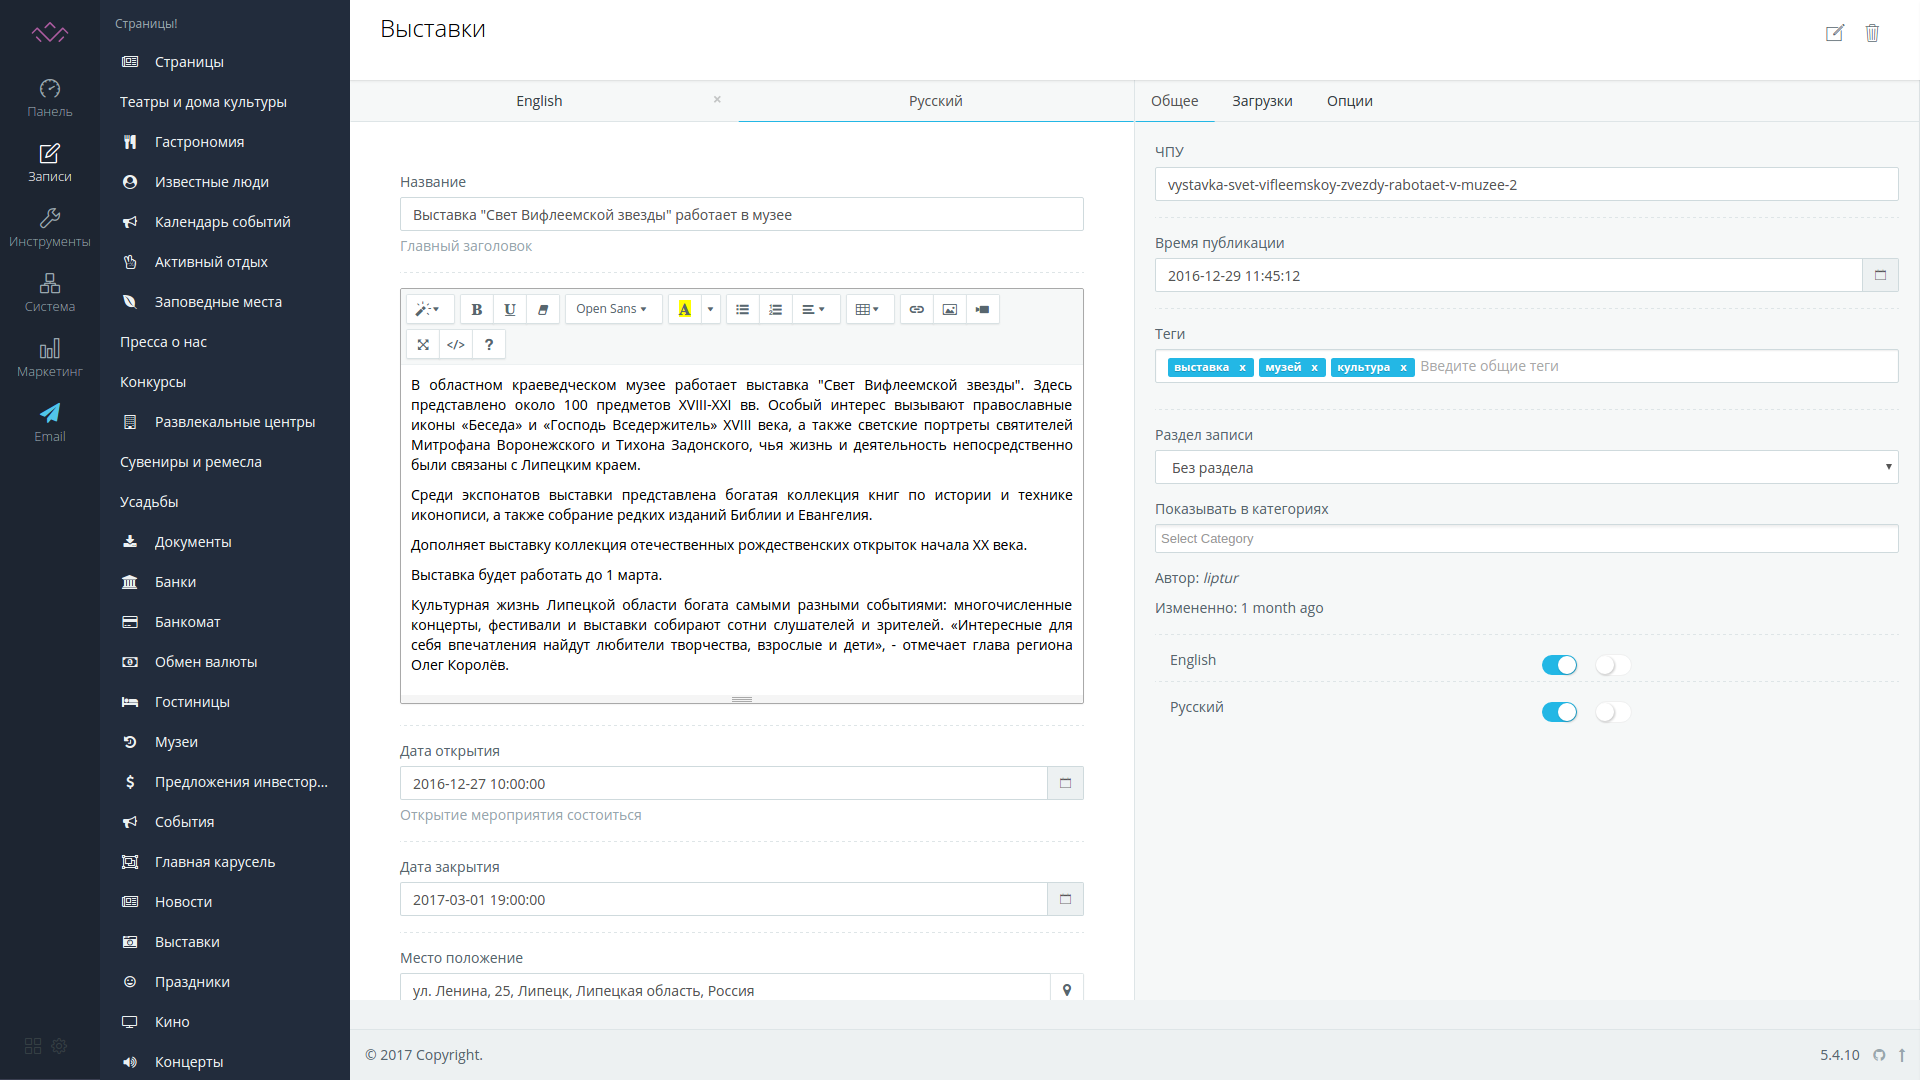 Панель
Записи
Инструменты
Система
Маркетинг
Email
Страницы!
Страницы
Театры и дома культуры
Гастрономия
Известные люди
Календарь событий
Активный отдых
Заповедные места
Пресса о нас
Конкурсы
Развлекальные центры
Сувениры и ремесла
Усадьбы
Документы
Банки
Банкомат
Обмен валюты
Гостиницы
Музеи
Предложения инвестор...
События
Главная карусель
Новости
Выставки
Праздники
Кино
Концерты
Выставки
English ×
Русский
Название
Выставка "Свет Вифлеемской звезды" работает в музее
Главный заголовок
B U Open Sans A
</> ?
В областном краеведческом музее работает выставка "Свет Вифлеемской звезды". Здесь
представлено около 100 предметов XVIII-XXI вв. Особый интерес вызывают православные
иконы «Беседа» и «Господь Вседержитель» XVIII века, а также светские портреты святителей
Митрофана Воронежского и Тихона Задонского, чья жизнь и деятельность непосредственно
были связаны с Липецким краем.
Среди экспонатов выставки представлена богатая коллекция книг по истории и технике
иконописи, а также собрание редких изданий Библии и Евангелия.
Дополняет выставку коллекция отечественных рождественских открыток начала XX века.
Выставка будет работать до 1 марта.
Культурная жизнь Липецкой области богата самыми разными событиями: многочисленные
концерты, фестивали и выставки собирают сотни слушателей и зрителей. «Интересные для
себя впечатления найдут любители творчества, взрослые и дети», - отмечает глава региона
Олег Королёв.
Дата открытия
2016-12-27 10:00:00
Открытие мероприятия состоиться
Дата закрытия
2017-03-01 19:00:00
Место положение
ул. Ленина, 25, Липецк, Липецкая область, Россия
Общее Загрузки Опции
ЧПУ
vystavka-svet-vifleemskoy-zvezdy-rabotaet-v-muzee-2
Время публикации
2016-12-29 11:45:12
Теги
выставка x музей x культура x Введите общие теги
Раздел записи
Без раздела
Показывать в категориях
Select Category
Автор: liptur
Измененно: 1 month ago
English
Русский
© 2017 Copyright.
5.4.10